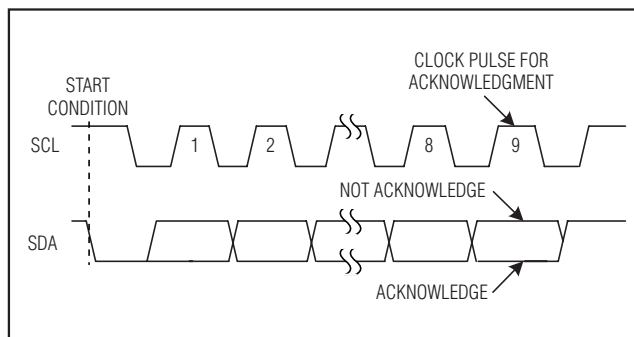 CLOCK PULSE FOR
ACKNOWLEDGMENT
START
CONDITION
SCL
1
2
8
9
NOT ACKNOWLEDGE
SDA
ACKNOWLEDGE